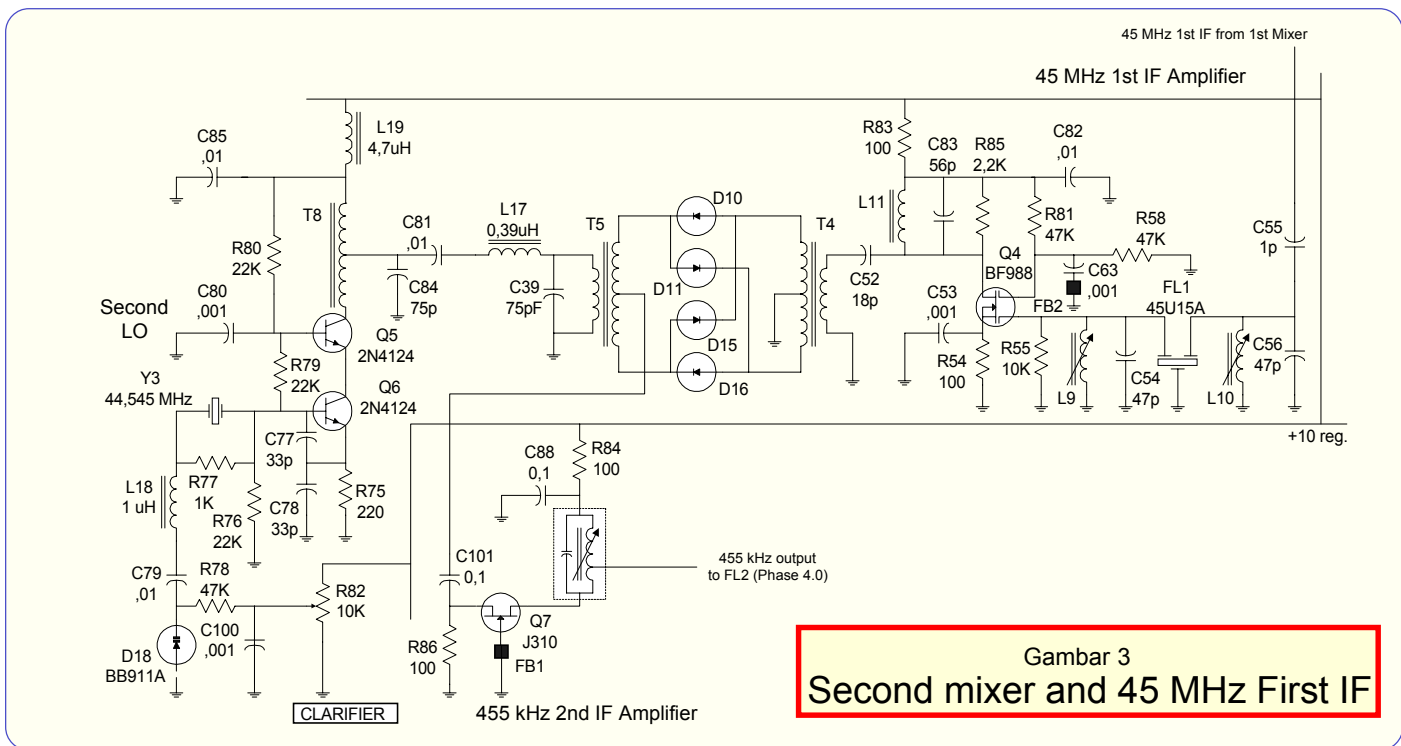 45 MHz 1st IF from 1st Mixer
45 MHz 1st IF Amplifier
C85
,01
L19
4,7uH
T8
R80
22K
C80
,001
Second
LO
C81
,01
C84
75p
L17
0,39uH
C39
75pF
T5
D10
D11
D15
D16
T4
C52
18p
L11
R83
100
C83
56p
R85
2,2K
C82
,01
R81
47K
R58
47K
Q4
BF988
C63
,001
FB2
FL1
45U15A
C55
1p
C56
47p
L10
C53
,001
R54
100
R55
10K
L9
C54
47p
+10 reg.
Q5
2N4124
R79
22K
Q6
2N4124
Y3
44,545 MHz
C77
33p
R77
1K
L18
1 uH
R76
22K
C78
33p
R75
220
C79
,01
R78
47K
C100
,001
R82
10K
D18
BB911A
CLARIFIER
C88
0,1
R84
100
455 kHz output
to FL2 (Phase 4.0)
C101
0,1
R86
100
Q7
J310
FB1
455 kHz 2nd IF Amplifier
Gambar 3
Second mixer and 45 MHz First IF